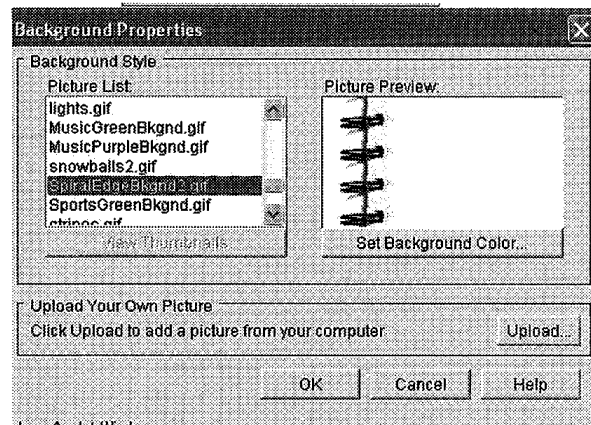 Background Properties
Background Style
Picture List:
Picture Preview:
lights.gif
MusicGreenBkgnd.gif
MusicPurpleBkgnd.gif
snowballs2.gif
SpiralEdgeBkgnd2.gif
SportsGreenBkgnd.gif
stripes.gif
View Thumbnails
Set Background Color...
Upload Your Own Picture
Click Upload to add a picture from your computer
Upload...
OK
Cancel
Help